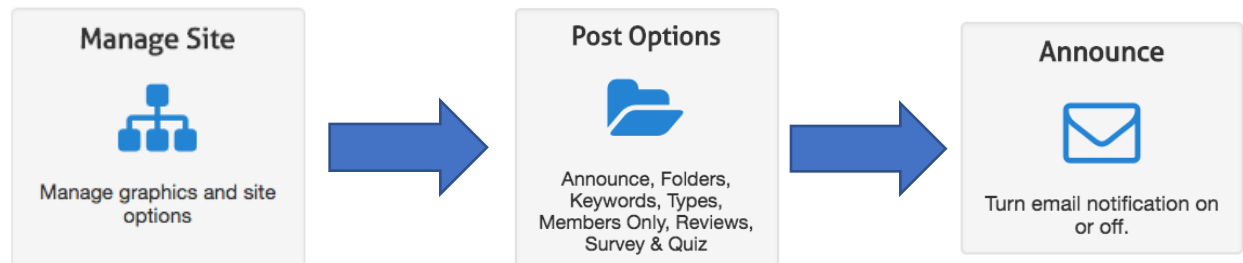 Manage Site
Manage graphics and site
options
Post Options
Announce, Folders,
Keywords, Types,
Members Only, Reviews,
Survey & Quiz
Announce
Turn email notification on
or off.